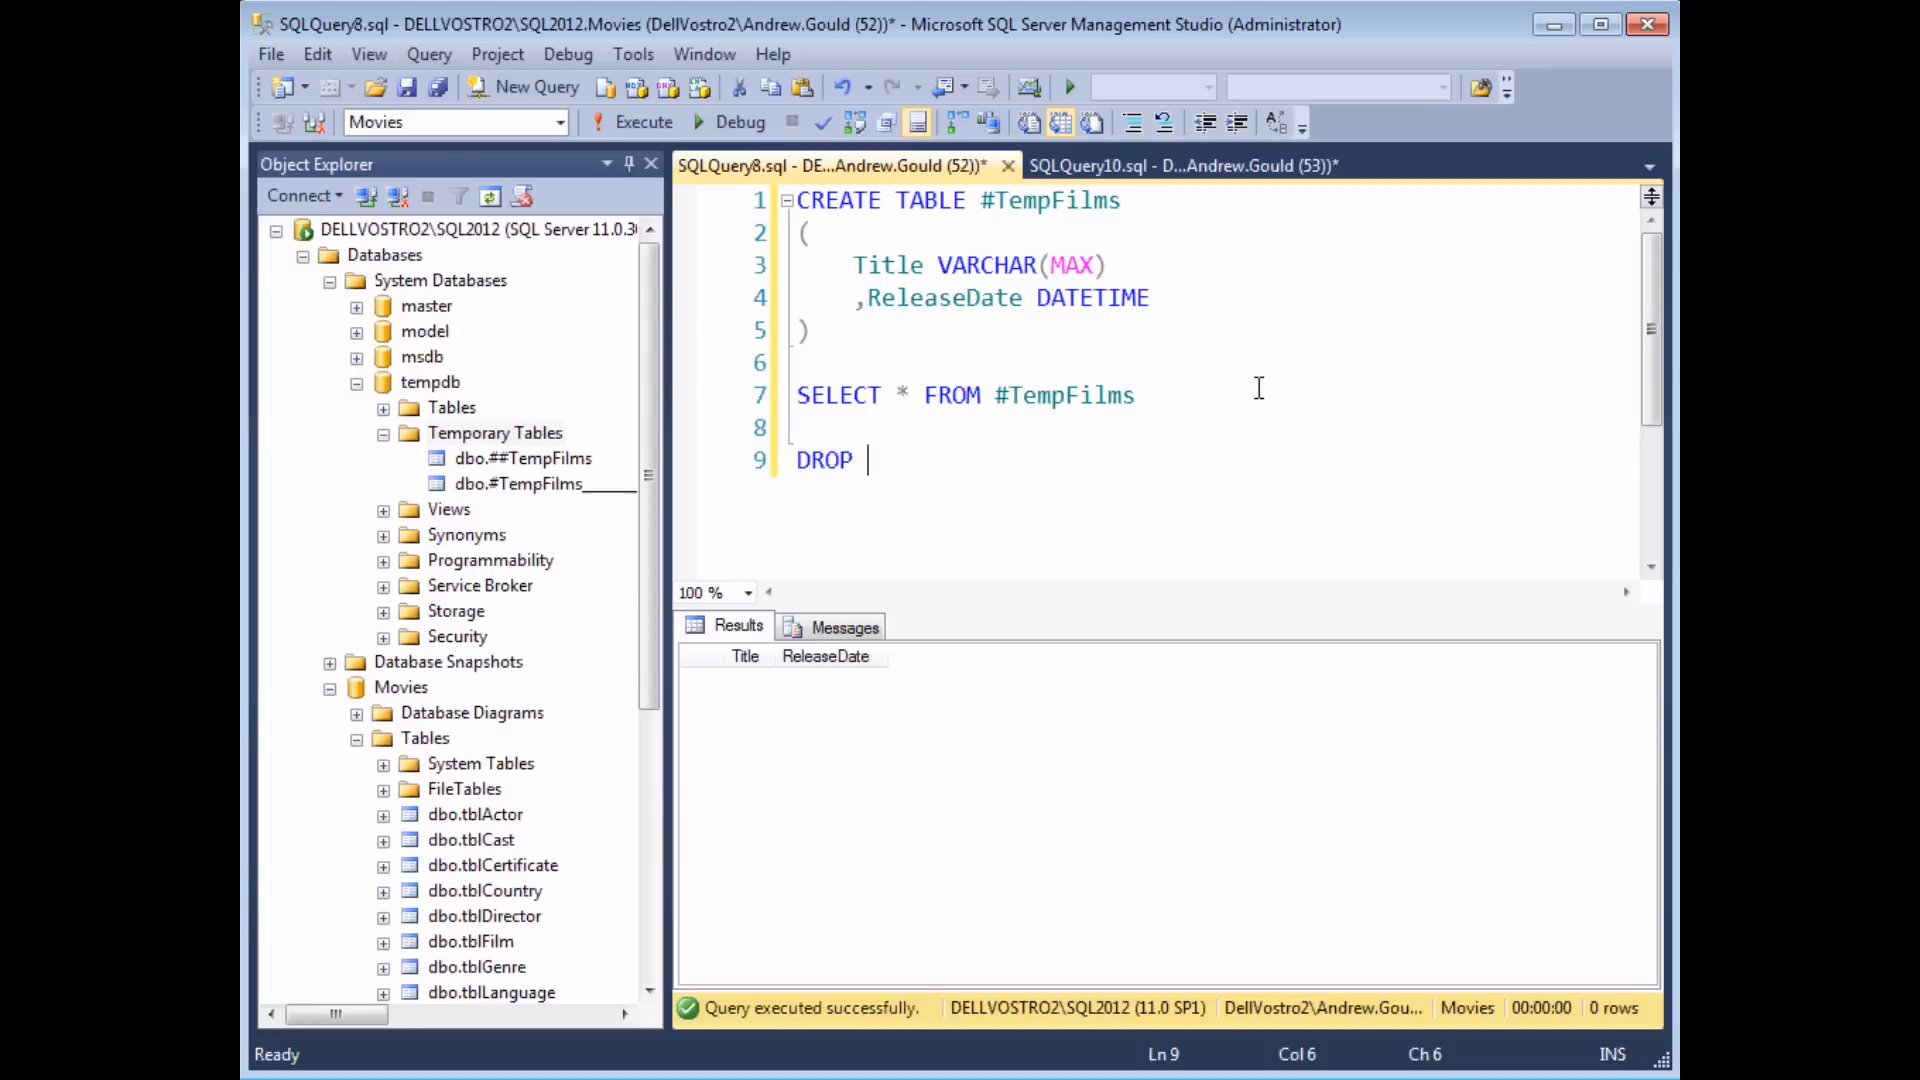 SQLQuery8.sql - DELLVOSTRO2\SQL2012.Movies (DellVostro2\Andrew.Gould (52))* - Microsoft SQL Server Management Studio (Administrator)
File Edit View Query Project Debug Tools Window Help
New Query
Movies Execute Debug
Object Explorer
Connect
DELLVOSTRO2\SQL2012 (SQL Server 11.0.3
Databases
System Databases
master
model
msdb
tempdb
Tables
Temporary Tables
dbo.##TempFilms
dbo.#TempFilms______
Views
Synonyms
Programmability
Service Broker
Storage
Security
Database Snapshots
Movies
Database Diagrams
Tables
System Tables
FileTables
dbo.tblActor
dbo.tblCast
dbo.tblCertificate
dbo.tblCountry
dbo.tblDirector
dbo.tblFilm
dbo.tblGenre
dbo.tblLanguage
SQLQuery8.sql - DE...Andrew.Gould (52))* SQLQuery10.sql - D...Andrew.Gould (53))*
1 CREATE TABLE #TempFilms
2 (
3 Title VARCHAR(MAX)
4 ,ReleaseDate DATETIME
5 )
6
7 SELECT * FROM #TempFilms
8
9 DROP
100 %
Results Messages
Title ReleaseDate
Query executed successfully. DELLVOSTRO2\SQL2012 (11.0 SP1) DellVostro2\Andrew.Gou... Movies 00:00:00 0 rows
Ready Ln 9 Col 6 Ch 6 INS